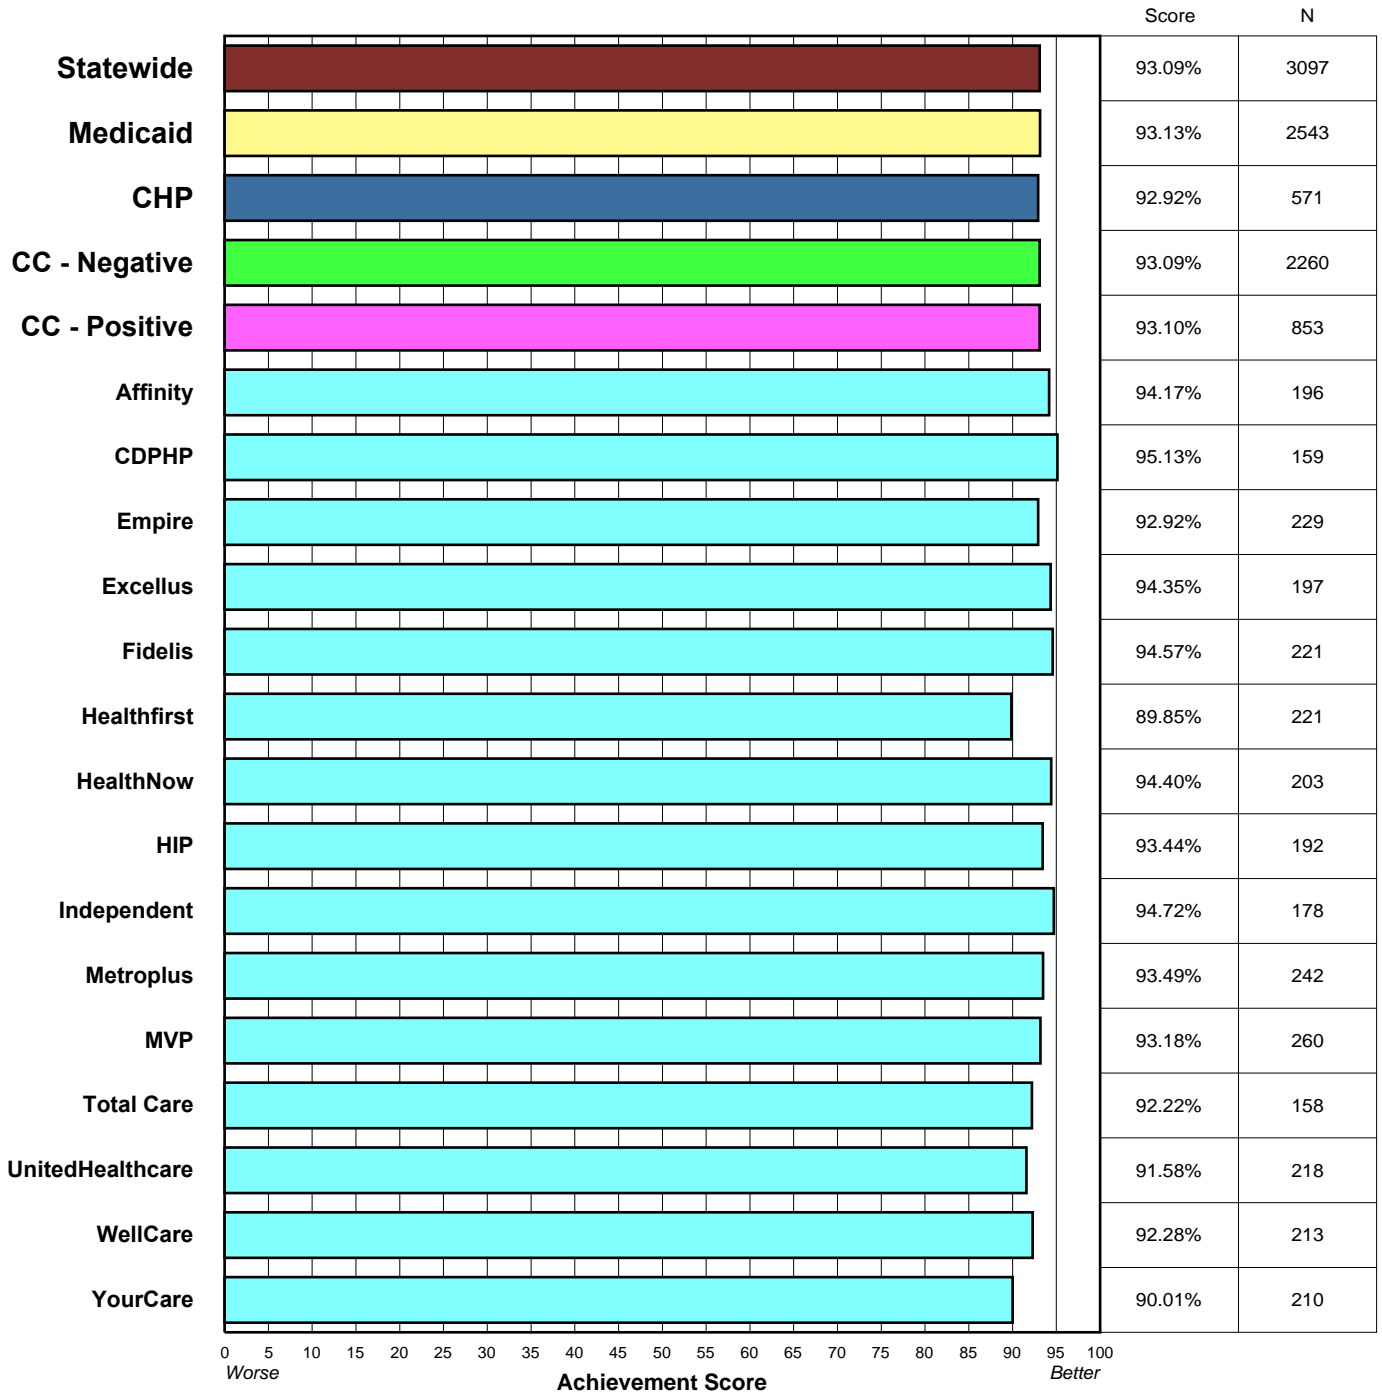 Score N
Statewide 93.09% 3097
Medicaid 93.13% 2543
CHP 92.92% 571
CC - Negative 93.09% 2260
CC - Positive 93.10% 853
Affinity 94.17% 196
CDPHP 95.13% 159
Empire 92.92% 229
Excellus 94.35% 197
Fidelis 94.57% 221
Healthfirst 89.85% 221
HealthNow 94.40% 203
HIP 93.44% 192
Independent 94.72% 178
Metroplus 93.49% 242
MVP 93.18% 260
Total Care 92.22% 158
UnitedHealthcare 91.58% 218
WellCare 92.28% 213
YourCare 90.01% 210
0 5 10 15 20 25 30 35 40 45 50 55 60 65 70 75 80 85 90 95 100
Worse Better
Achievement Score